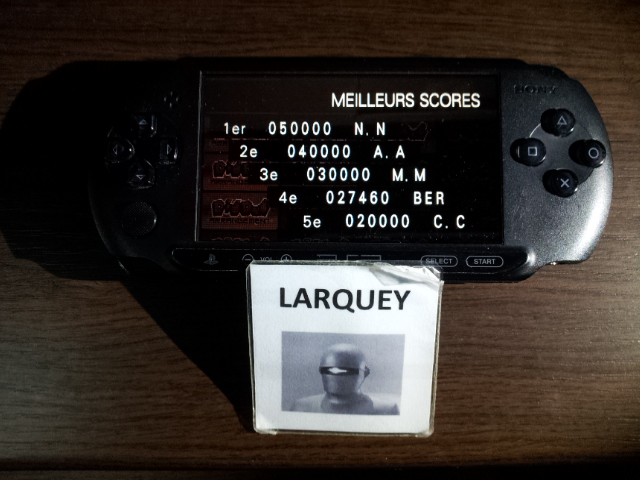 SONY
MEILLEURS SCORES
1er 050000 N.N
2e 040000 A.A
3e 030000 M.M
4e 027460 BER
5e 020000 C.C
VOL
SELECT START
LARQUEY